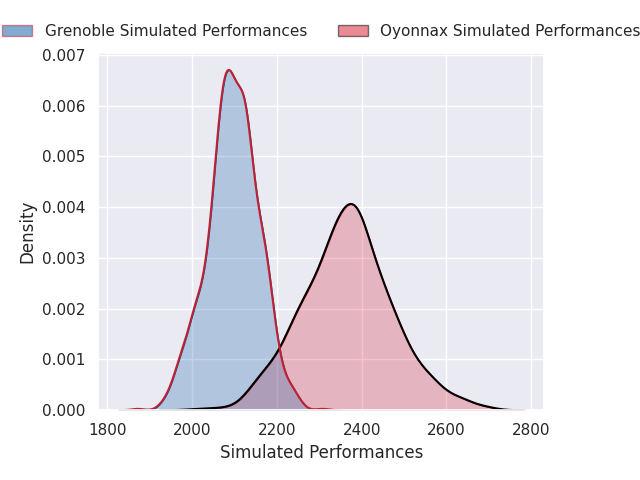 Grenoble Simulated Performances
Oyonnax Simulated Performances
0.007
0.006
0.005
0.004
0.003
0.002
0.001
0.000
Density
1800 2000 2200 2400 2600 2800
Simulated Performances